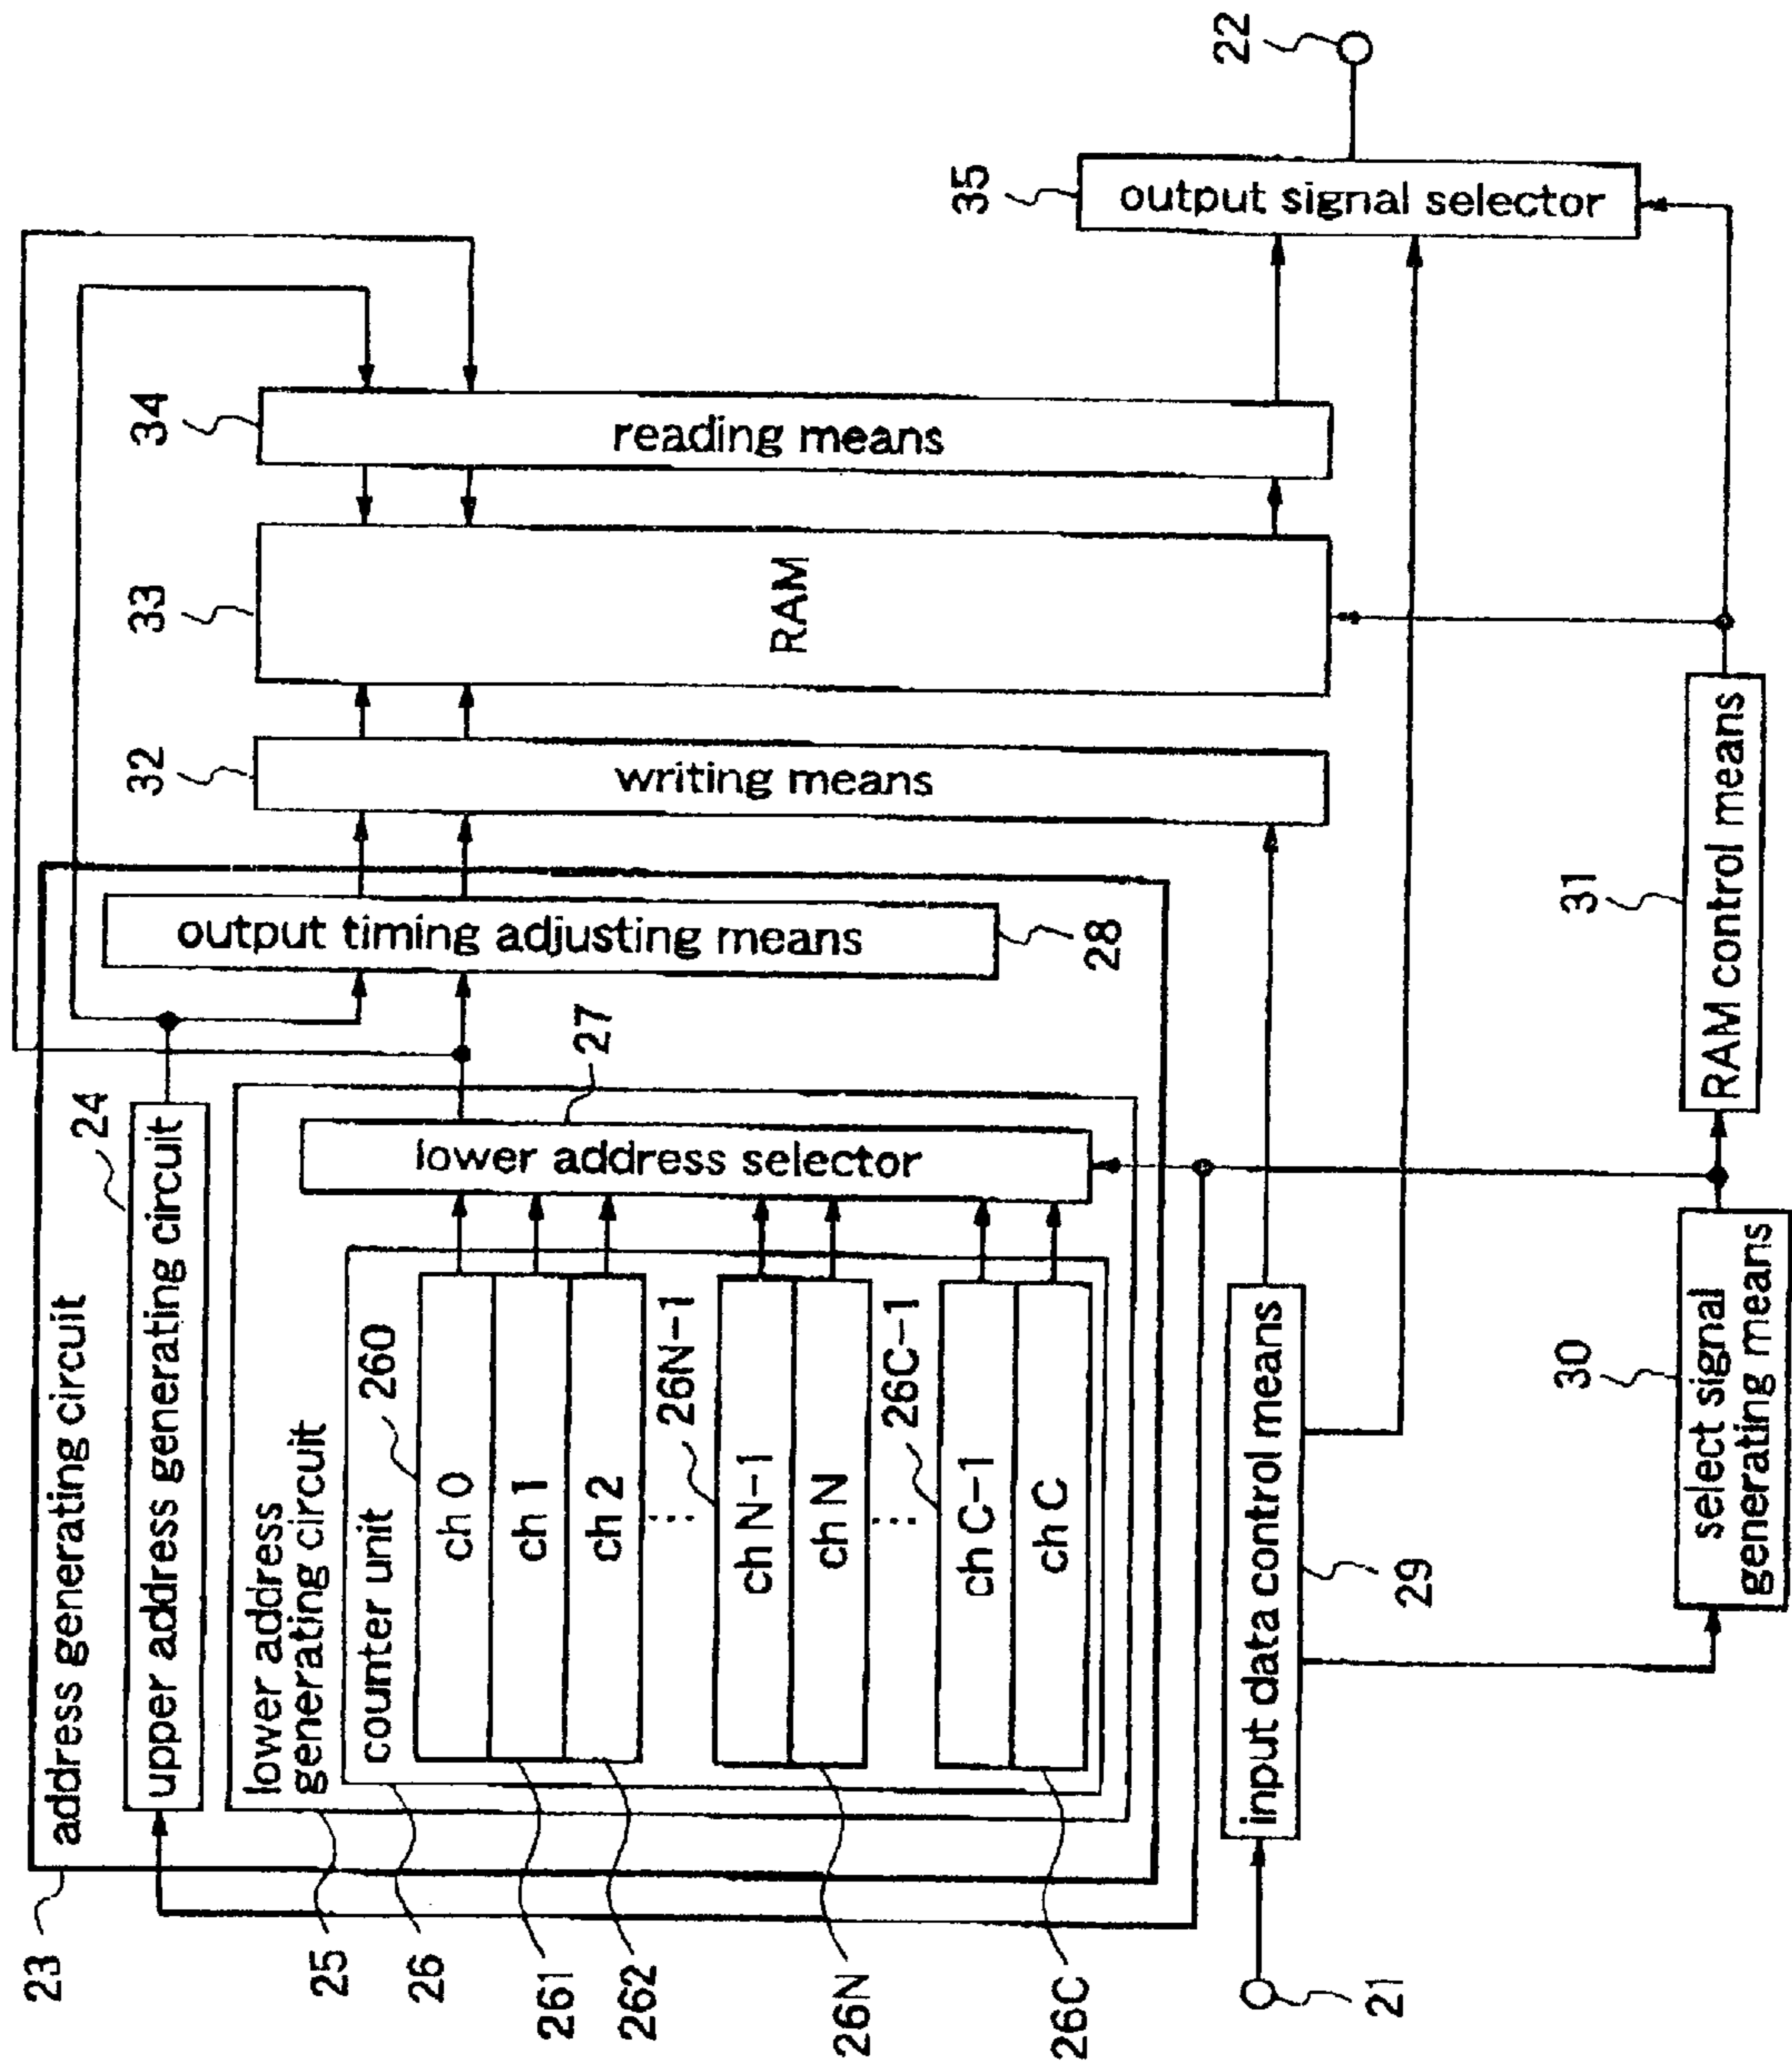 23
address generating circuit
24
upper address generating circuit
25
lower address
generating circuit
26
counter unit
260
ch 0
261
ch 1
262
ch 2
⋮
26N-1
ch N-1
26N
ch N
⋮
26C-1
ch C-1
26C
ch C
27
lower address selector
28
output timing adjusting means
32
writing means
33
RAM
34
reading means
35
output signal selector
22
21
29
input data control means
30
select signal
generating means
31
RAM control means